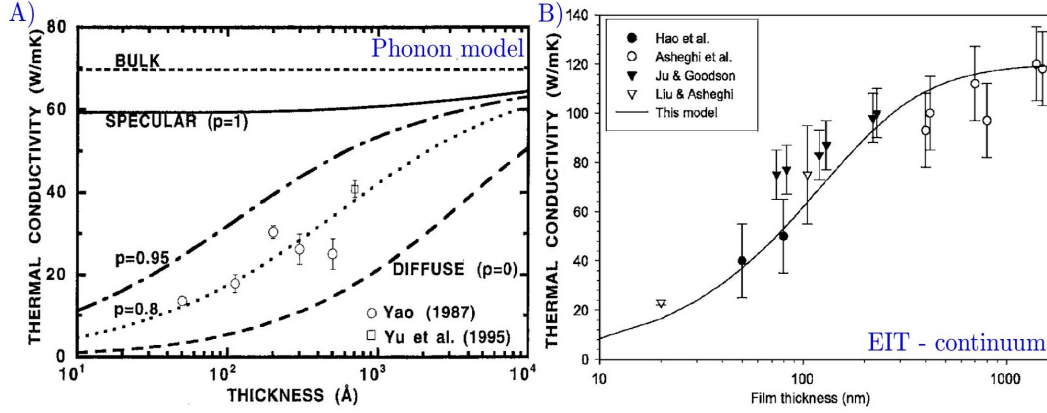 A)
Phonon model
THERMAL CONDUCTIVITY (W/mK)
80
60
40
20
0
BULK
SPECULAR (p=1)
p=0.95
p=0.8
DIFFUSE (p=0)
Yao (1987)
Yu et al. (1995)
10¹
10²
10³
10⁴
THICKNESS (Å)
B)
THERMAL CONDUCTIVITY (W/mK)
140
120
100
80
60
40
20
0
Hao et al.
Asheghi et al.
Ju & Goodson
Liu & Asheghi
This model
EIT - continuum
10
100
1000
Film thickness (nm)